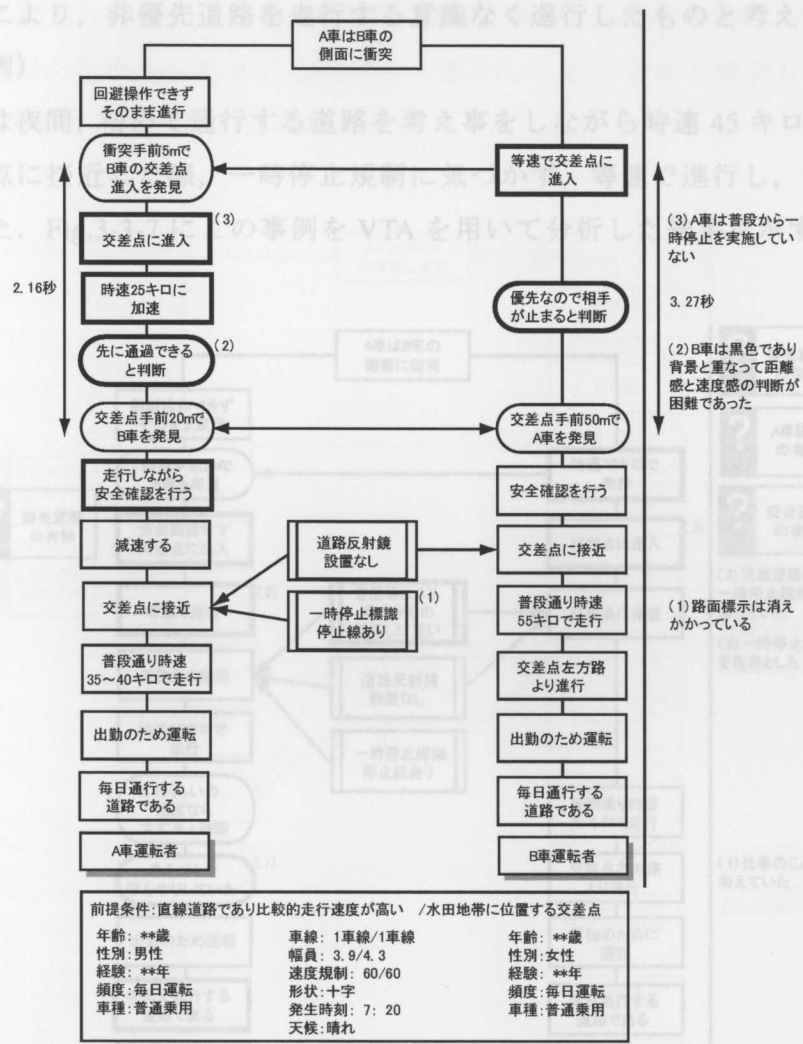 A車はB車の
側面に衝突
回避操作できず
そのまま進行
衝突手前5mで
B車の交差点
進入を発見
等速で交差点に
進入
(3)
交差点に進入
(3)A車は普段から一
時停止を実施してい
ない
2.16秒
時速25キロに
加速
優先なので相手
が止まると判断
3.27秒
(2)
先に通過できる
と判断
(2)B車は黒色であり
背景と重なって距離
感と速度感の判断が
困難であった
交差点手前20mで
B車を発見
交差点手前50mで
A車を発見
走行しながら
安全確認を行う
安全確認を行う
減速する
道路反射鏡
設置なし
交差点に接近
交差点に接近
(1)
一時停止標識
停止線あり
普段通り時速
55キロで走行
(1)路面標示は消え
かかっている
普段通り時速
35～40キロで走行
交差点左方路
より進行
出勤のため運転
出勤のため運転
毎日通行する
道路である
毎日通行する
道路である
A車運転者
B車運転者
前提条件:直線道路であり比較的走行速度が高い /水田地帯に位置する交差点
年齢: **歳
性別:男性
経験: **年
頻度:毎日運転
車種:普通乗用
車線: 1車線/1車線
幅員: 3.9/4.3
速度規制: 60/60
形状:十字
発生時刻: 7: 20
天候:晴れ
年齢: **歳
性別:女性
経験: **年
頻度:毎日運転
車種:普通乗用